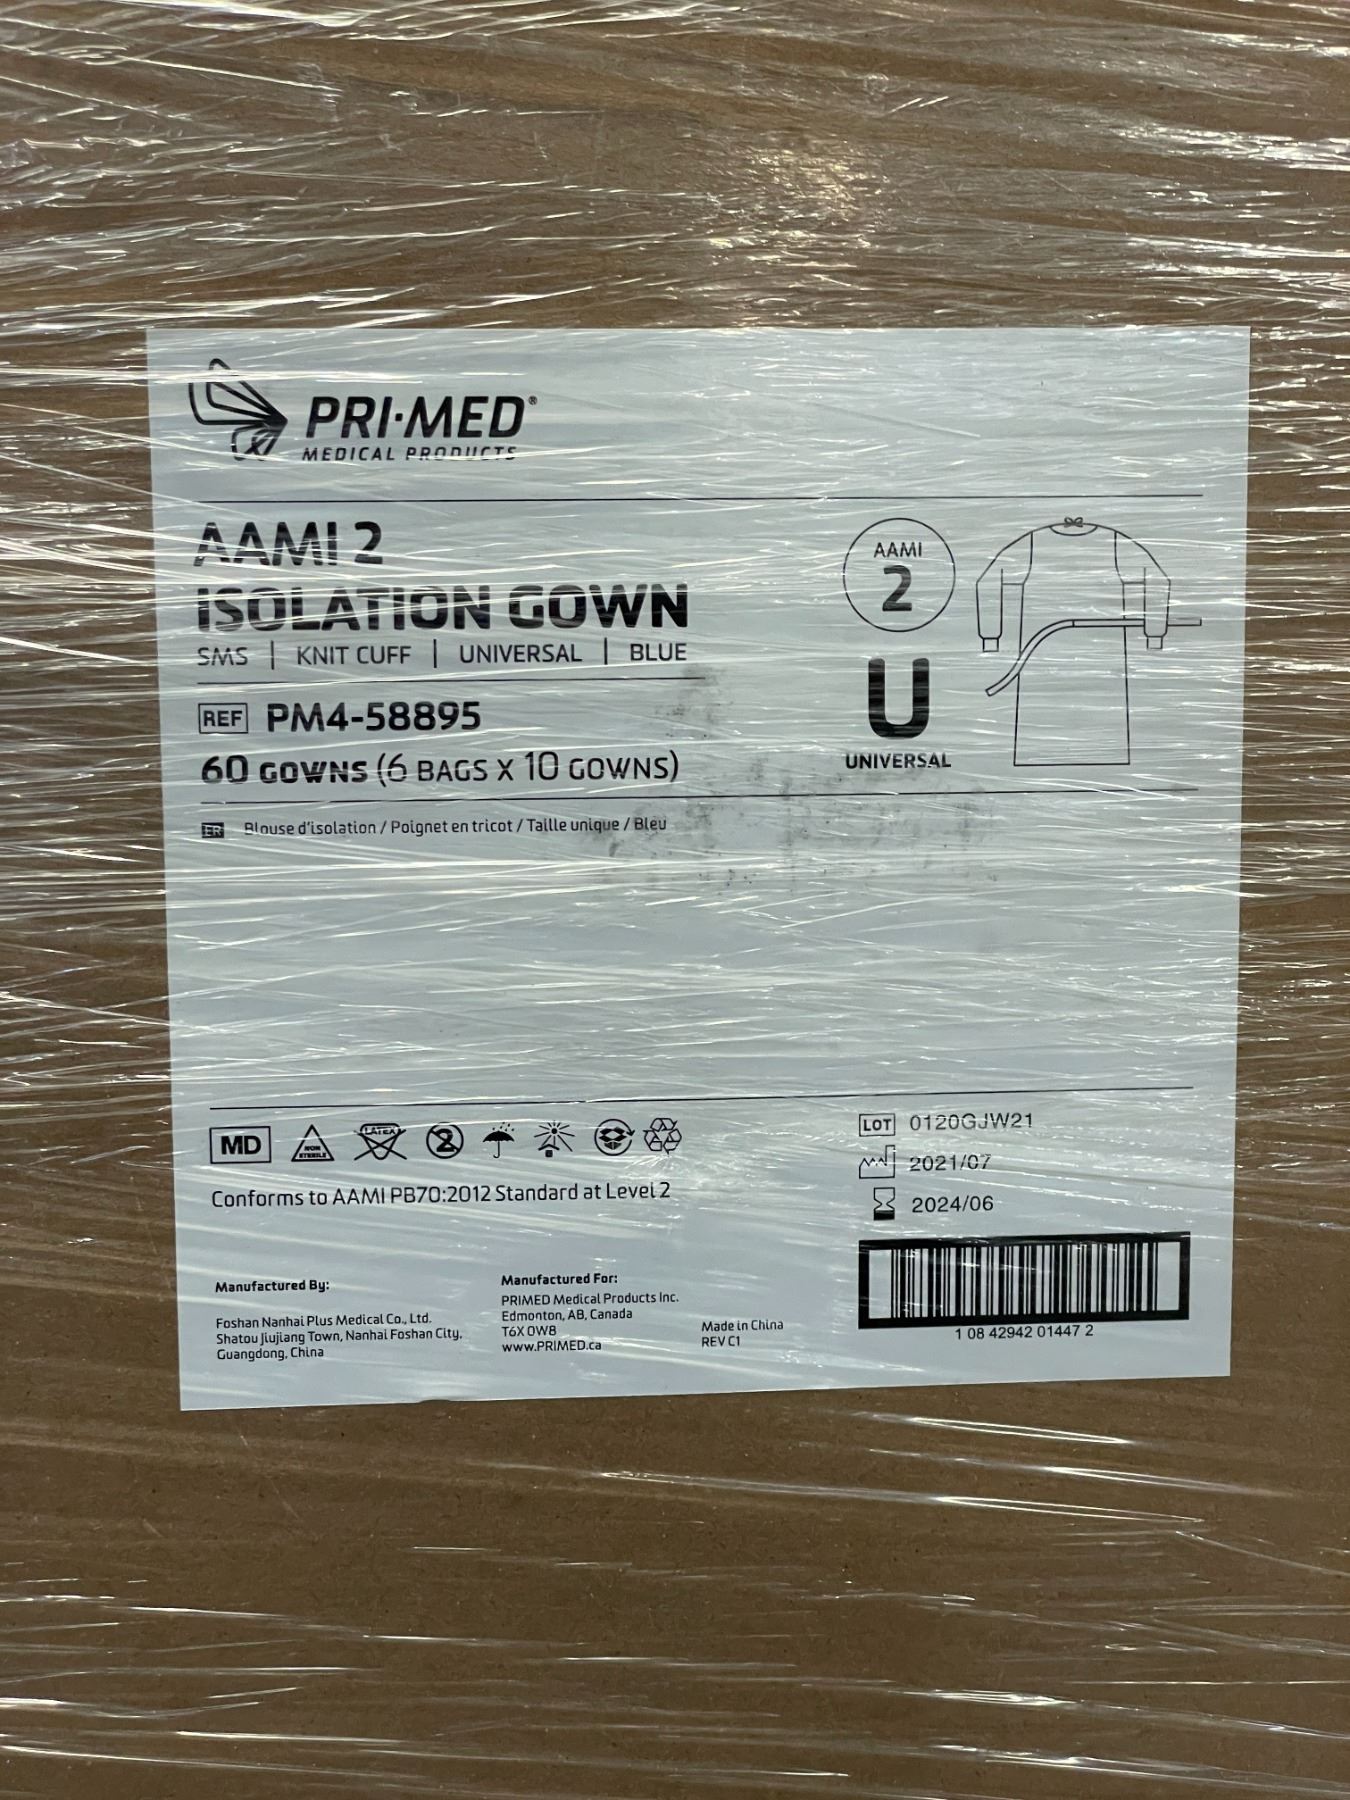 PRI·MED®
MEDICAL PRODUCTS
AAMI 2
ISOLATION GOWN
SMS | KNIT CUFF | UNIVERSAL | BLUE
REF PM4-58895
60 GOWNS (6 BAGS X 10 GOWNS)
AAMI
2
U
UNIVERSAL
FR Blouse d'isolation / Poignet en tricot / Taille unique / Bleu
MD
NON
STERILE
LATEX
2
Conforms to AAMI PB70:2012 Standard at Level 2
LOT 0120GJW21
2021/07
2024/06
1 08 42942 01447 2
Manufactured By:
Foshan Nanhai Plus Medical Co., Ltd.
Shatou Jiujiang Town, Nanhai Foshan City,
Guangdong, China
Manufactured For:
PRIMED Medical Products Inc.
Edmonton, AB, Canada
T6X 0W8
www.PRIMED.ca
Made in China
REV C1